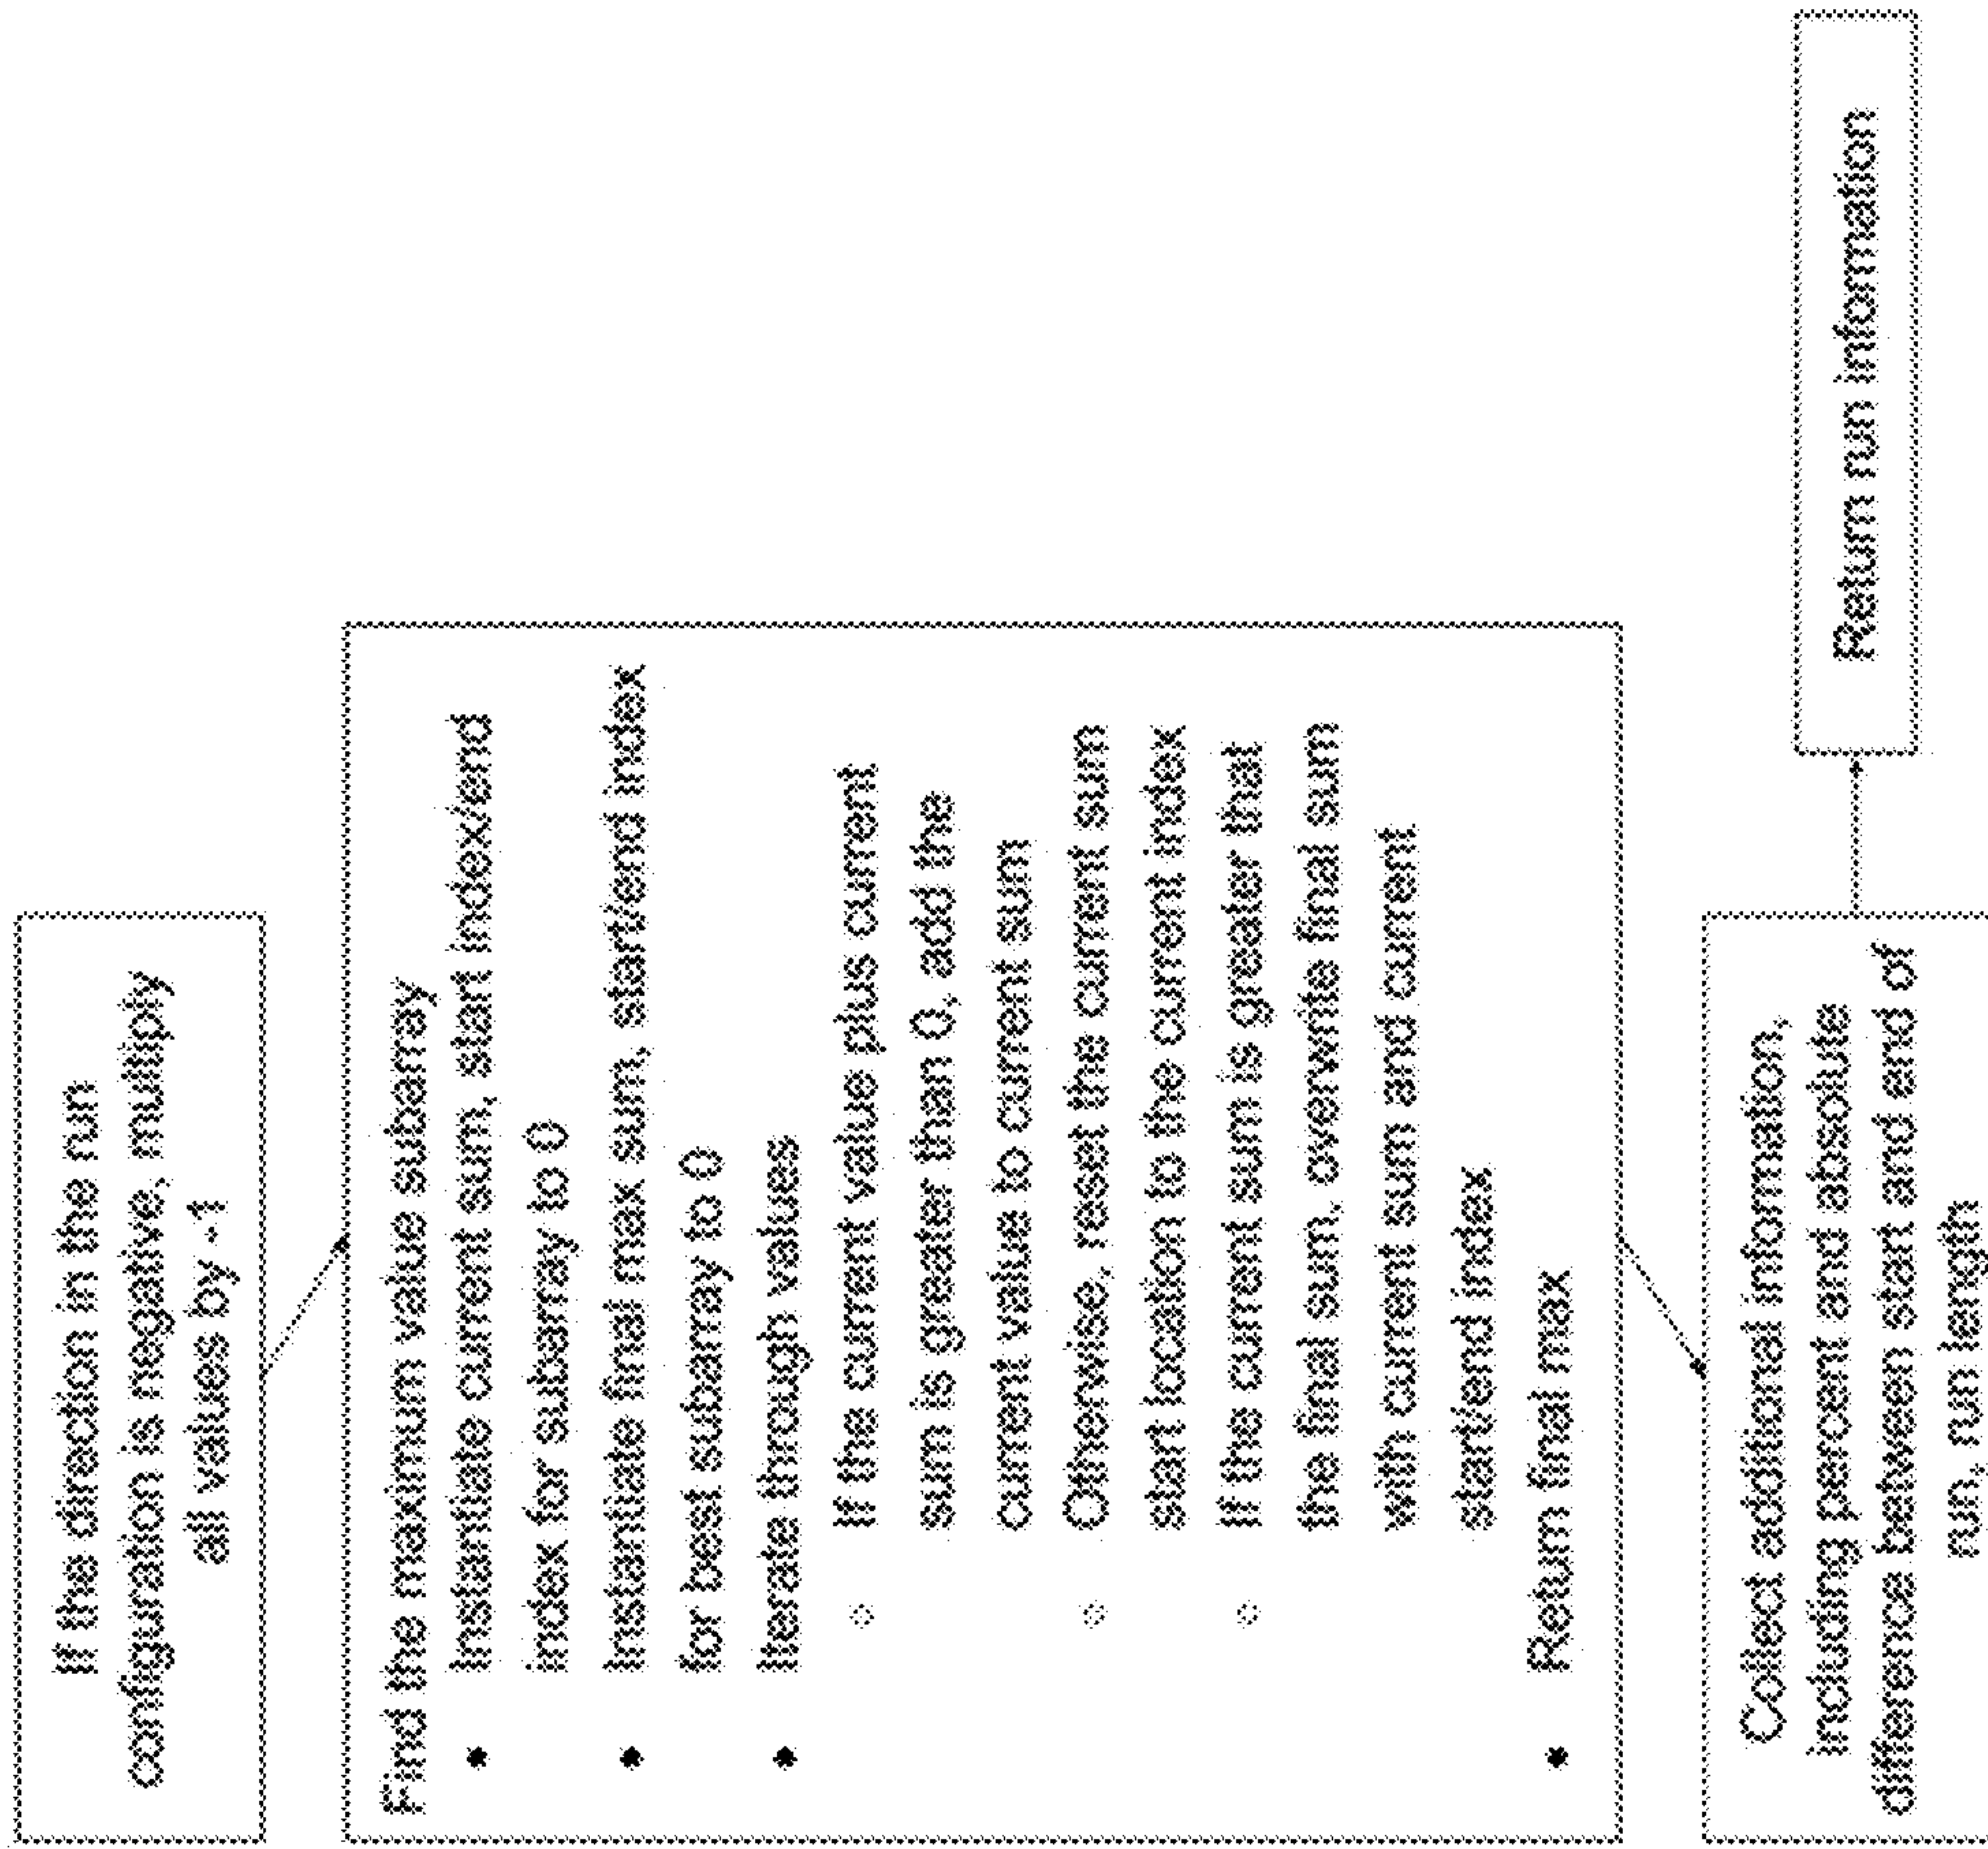 If the direction in the run
configuration is negative, multiply
all values by -1
Find the maximum value subarray
• Instantiate current sum, start index/end
index for subarray to 0
• Instantiate final max sum, start/end index
for best subarray to 0
• Iterate through values
○ If the current value plus current
sum is greater than 0, add the
current value to current sum
○ Otherwise, reset the current sum
start location to the current index
○ If the current sum is greater that
the final sum, overwrite final sum
with current sum and current
start/end index
• Return final max
Collect additional information,
including percent and absolute
difference between start and end of
run, run length
Return run information